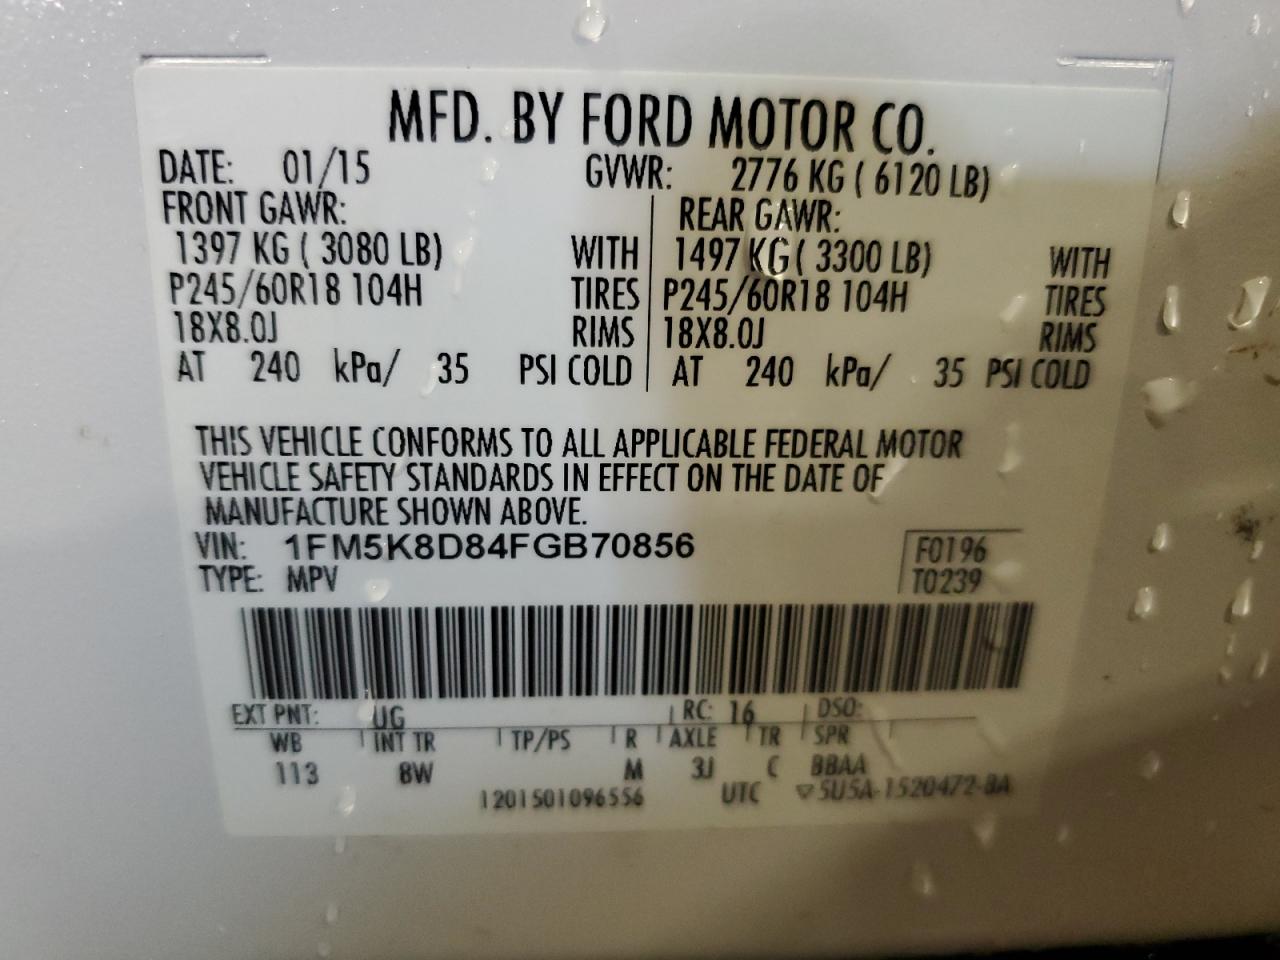 MFD. BY FORD MOTOR CO.
DATE: 01/15 GVWR: 2776 KG ( 6120 LB)
FRONT GAWR: REAR GAWR:
1397 KG ( 3080 LB) WITH 1497 KG ( 3300 LB) WITH
P245/60R18 104H TIRES P245/60R18 104H TIRES
18X8.0J RIMS 18X8.0J RIMS
AT 240 kPa/ 35 PSI COLD AT 240 kPa/ 35 PSI COLD
THIS VEHICLE CONFORMS TO ALL APPLICABLE FEDERAL MOTOR
VEHICLE SAFETY STANDARDS IN EFFECT ON THE DATE OF
MANUFACTURE SHOWN ABOVE.
VIN: 1FM5K8D84FGB70856 F0196
TYPE: MPV T0239
EXT PNT: UG RC: 16 DSO:
WB INT TR TP/PS R AXLE TR SPR
113 8W M 3J C BBAA
1201501096556 UTC ▽5U5A-1520472-BA